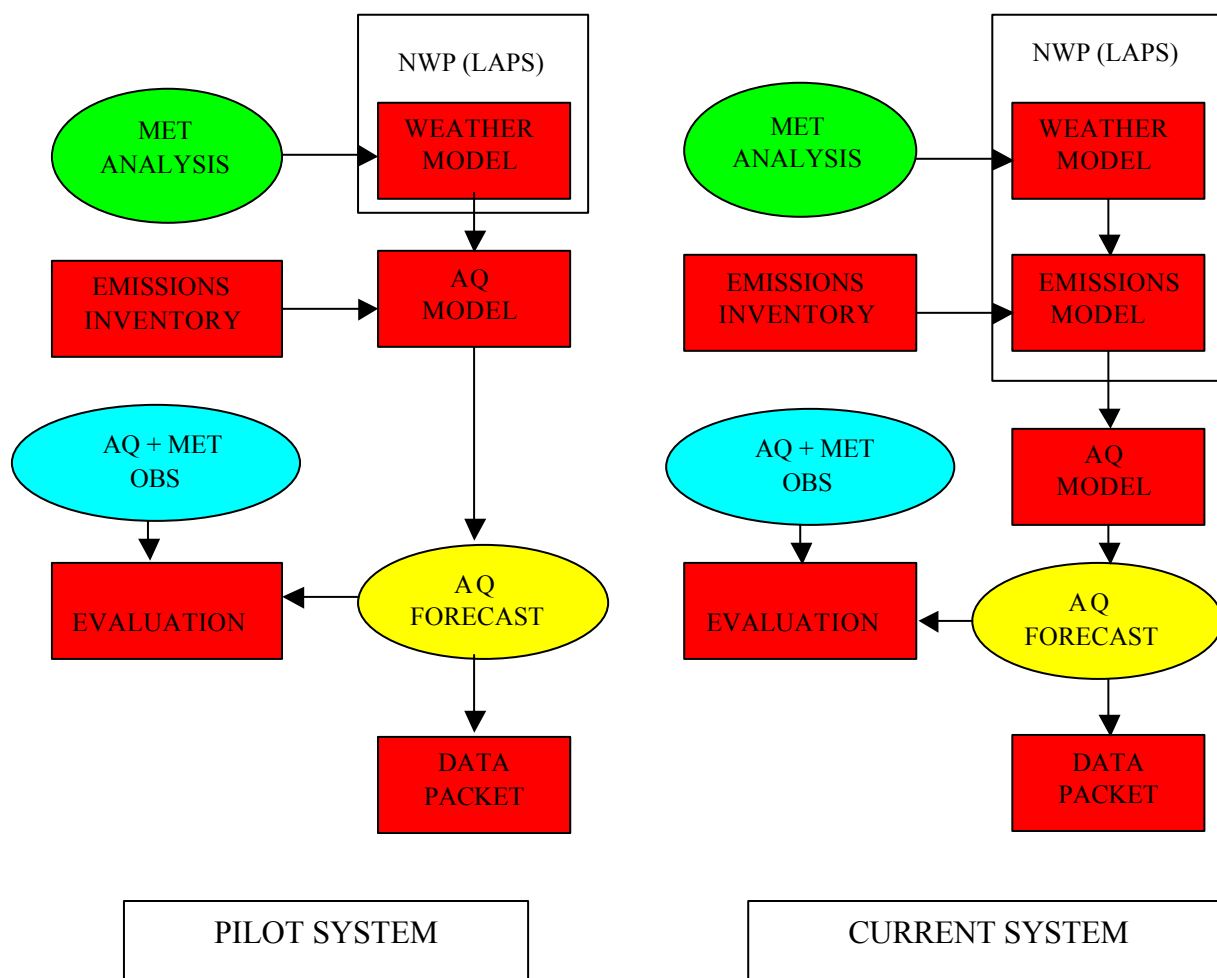 NWP (LAPS)
MET
ANALYSIS
WEATHER
MODEL
EMISSIONS
INVENTORY
AQ
MODEL
AQ + MET
OBS
EVALUATION
AQ
FORECAST
DATA
PACKET
PILOT SYSTEM
NWP (LAPS)
MET
ANALYSIS
WEATHER
MODEL
EMISSIONS
INVENTORY
EMISSIONS
MODEL
AQ + MET
OBS
AQ
MODEL
EVALUATION
AQ
FORECAST
DATA
PACKET
CURRENT SYSTEM